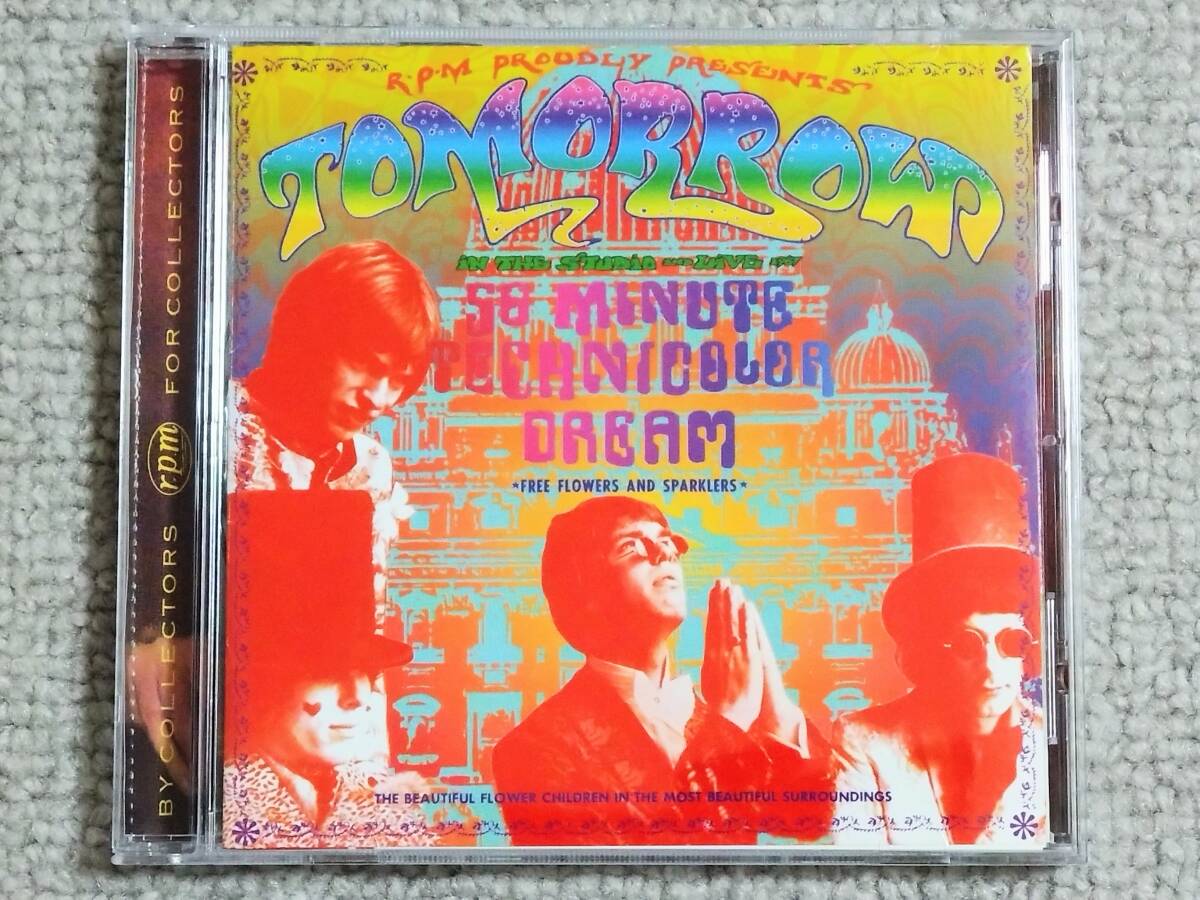 R·P·M PROUDLY PRESENTS
TOMORROW
IN THE STUDIO AND LIVE 1967
50 MINUTE
TECHNICOLOR
DREAM
*FREE FLOWERS AND SPARKLERS*
THE BEAUTIFUL FLOWER CHILDREN IN THE MOST BEAUTIFUL SURROUNDINGS
BY COLLECTORS rpm FOR COLLECTORS